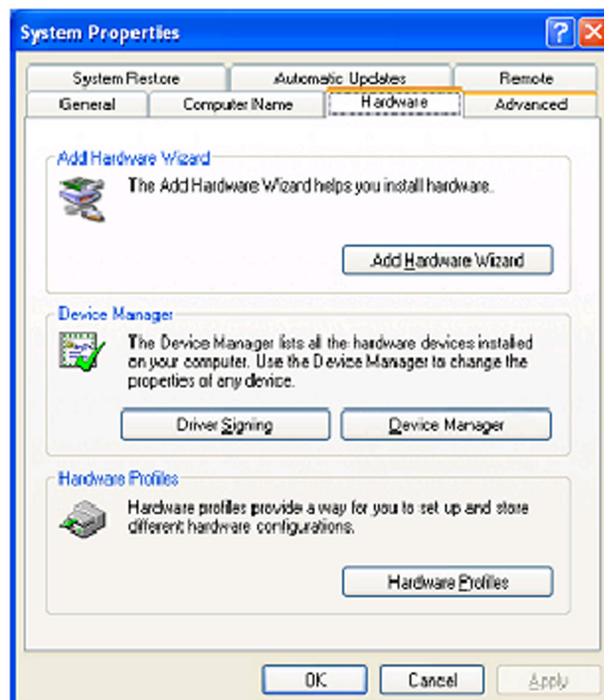 System Properties
System Restore
Automatic Updates
Remote
General
Computer Name
Hardware
Advanced
Add Hardware Wizard
The Add Hardware Wizard helps you install hardware.
Add Hardware Wizard
Device Manager
The Device Manager lists all the hardware devices installed
on your computer. Use the Device Manager to change the
properties of any device.
Driver Signing
Device Manager
Hardware Profiles
Hardware profiles provide a way for you to set up and store
different hardware configurations.
Hardware Profiles
OK
Cancel
Apply